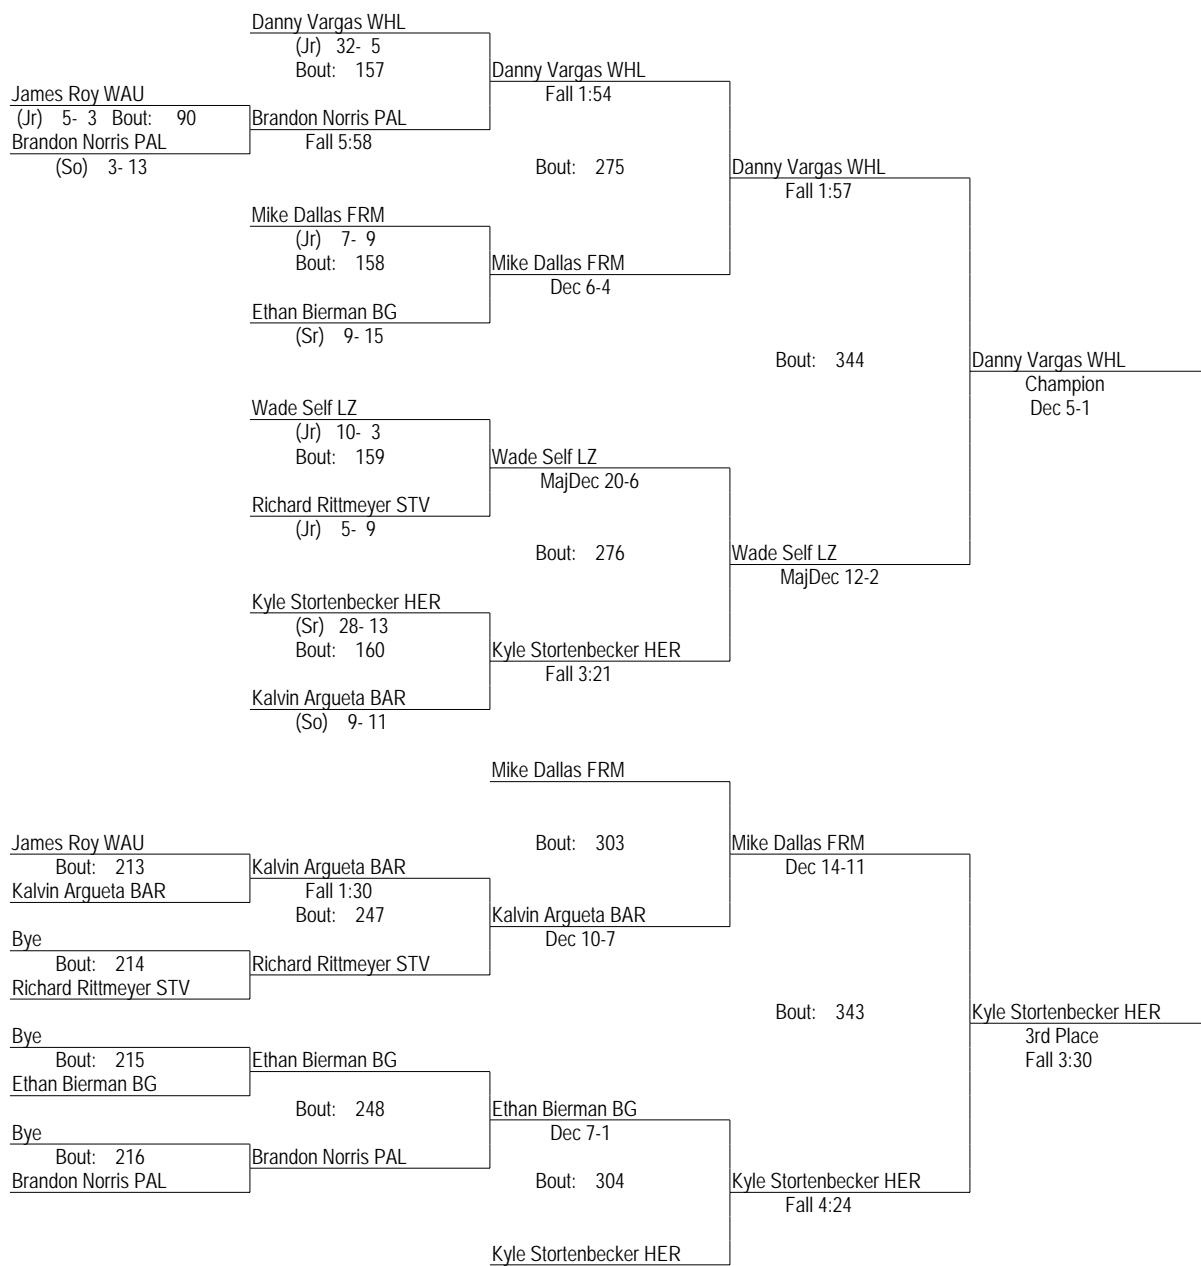 Danny Vargas WHL
(Jr) 32- 5
Bout: 157
Danny Vargas WHL
Fall 1:54
James Roy WAU
(Jr) 5- 3 Bout: 90
Brandon Norris PAL
(So) 3- 13
Brandon Norris PAL
Fall 5:58
Bout: 275
Danny Vargas WHL
Fall 1:57
Mike Dallas FRM
(Jr) 7- 9
Bout: 158
Mike Dallas FRM
Dec 6-4
Ethan Bierman BG
(Sr) 9- 15
Bout: 344
Danny Vargas WHL
Champion
Dec 5-1
Wade Self LZ
(Jr) 10- 3
Bout: 159
Wade Self LZ
MajDec 20-6
Richard Rittmeyer STV
(Jr) 5- 9
Bout: 276
Wade Self LZ
MajDec 12-2
Kyle Stortenbecker HER
(Sr) 28- 13
Bout: 160
Kyle Stortenbecker HER
Fall 3:21
Kalvin Argueta BAR
(So) 9- 11
Mike Dallas FRM
James Roy WAU
Bout: 213
Kalvin Argueta BAR
Kalvin Argueta BAR
Fall 1:30
Bout: 247
Bout: 303
Mike Dallas FRM
Dec 14-11
Kalvin Argueta BAR
Dec 10-7
Bye
Bout: 214
Richard Rittmeyer STV
Richard Rittmeyer STV
Bout: 343
Kyle Stortenbecker HER
3rd Place
Fall 3:30
Bye
Bout: 215
Ethan Bierman BG
Ethan Bierman BG
Bout: 248
Ethan Bierman BG
Dec 7-1
Bye
Bout: 216
Brandon Norris PAL
Brandon Norris PAL
Bout: 304
Kyle Stortenbecker HER
Fall 4:24
Kyle Stortenbecker HER